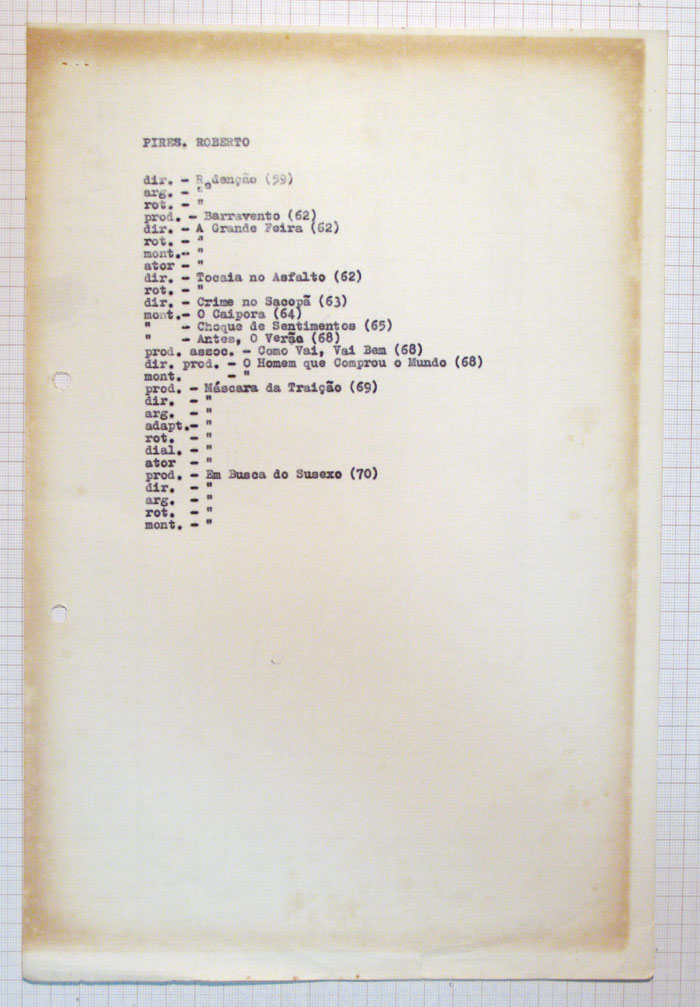 PIRES. ROBERTO
dir. - Redenção (59)
arg. - "
rot. - "
prod. - Barravento (62)
dir. - A Grande Feira (62)
rot. - "
mont.- "
ator - "
dir. - Tocaia no Asfalto (62)
rot. - "
dir. - Crime no Sacopã (63)
mont.- O Caipora (64)
" - Choque de Sentimentos (65)
" - Antes, O Verão (68)
prod. assoc. - Como Vai, Vai Bem (68)
dir. prod. - O Homem que Comprou o Mundo (68)
mont. - "
prod. - Máscara da Traição (69)
dir. - "
arg. - "
adapt.- "
rot. - "
dial. - "
ator - "
prod. - Em Busca do Susexo (70)
dir. - "
arg. - "
rot. - "
mont. - "